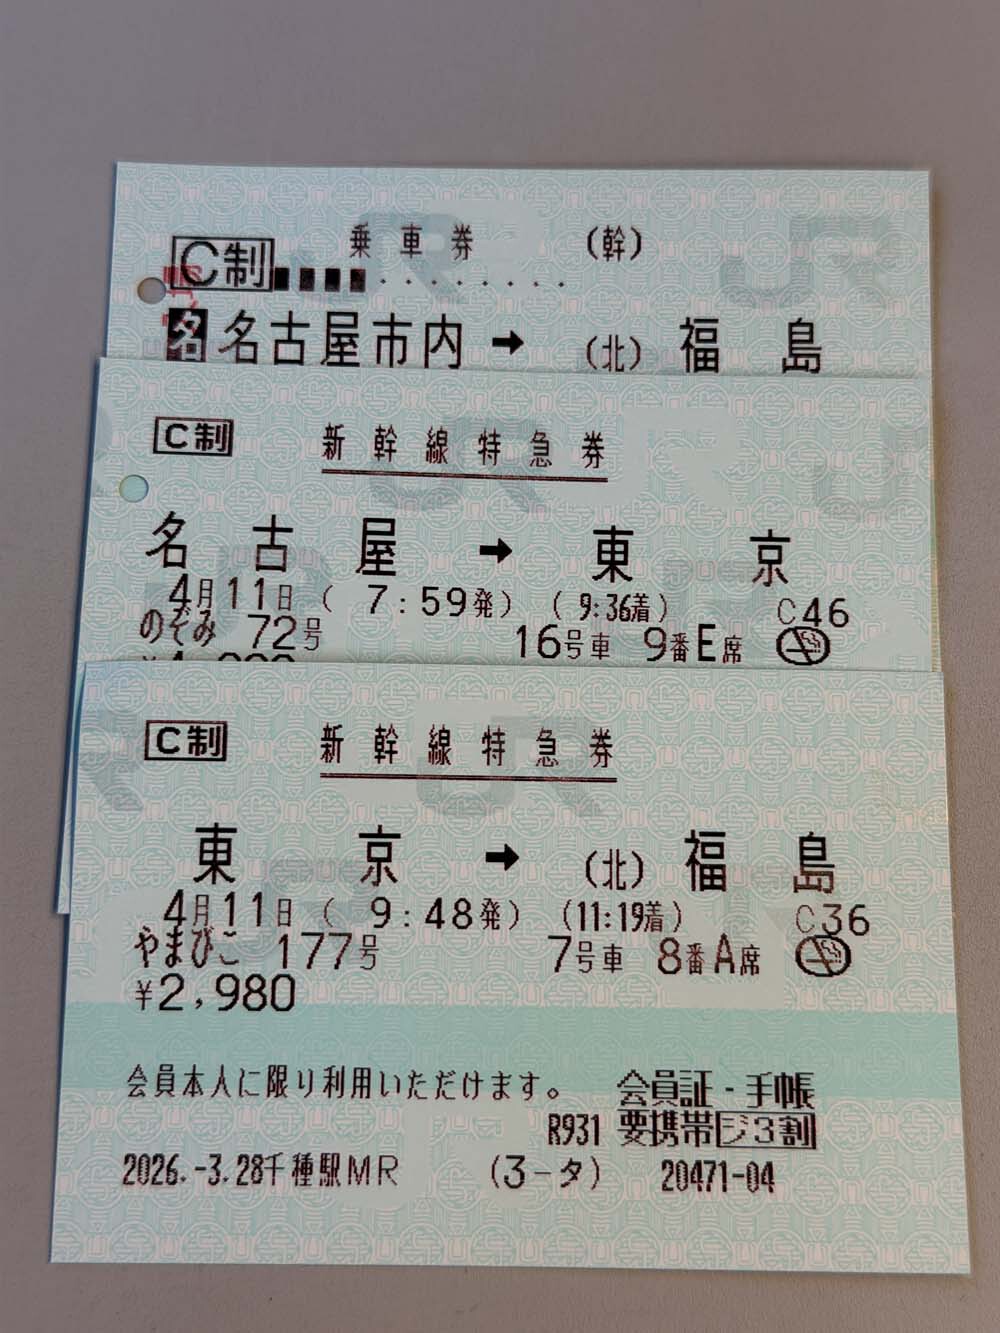 乗車券 (幹)
C制
■■■■・・・・・・・・
名 名古屋市内 → (北) 福島
C制 新幹線特急券
名古屋 → 東京
4月11日 ( 7:59発) ( 9:36着) C46
のぞみ 72号 16号車 9番E席
C制 新幹線特急券
東京 → (北) 福島
4月11日 ( 9:48発) (11:19着) C36
やまびこ 177号 7号車 8番A席
¥2,980
会員本人に限り利用いただけます。 会員証・手帳
R931 要携帯 ジ3割
2026.-3.28千種駅MR (3-タ) 20471-04